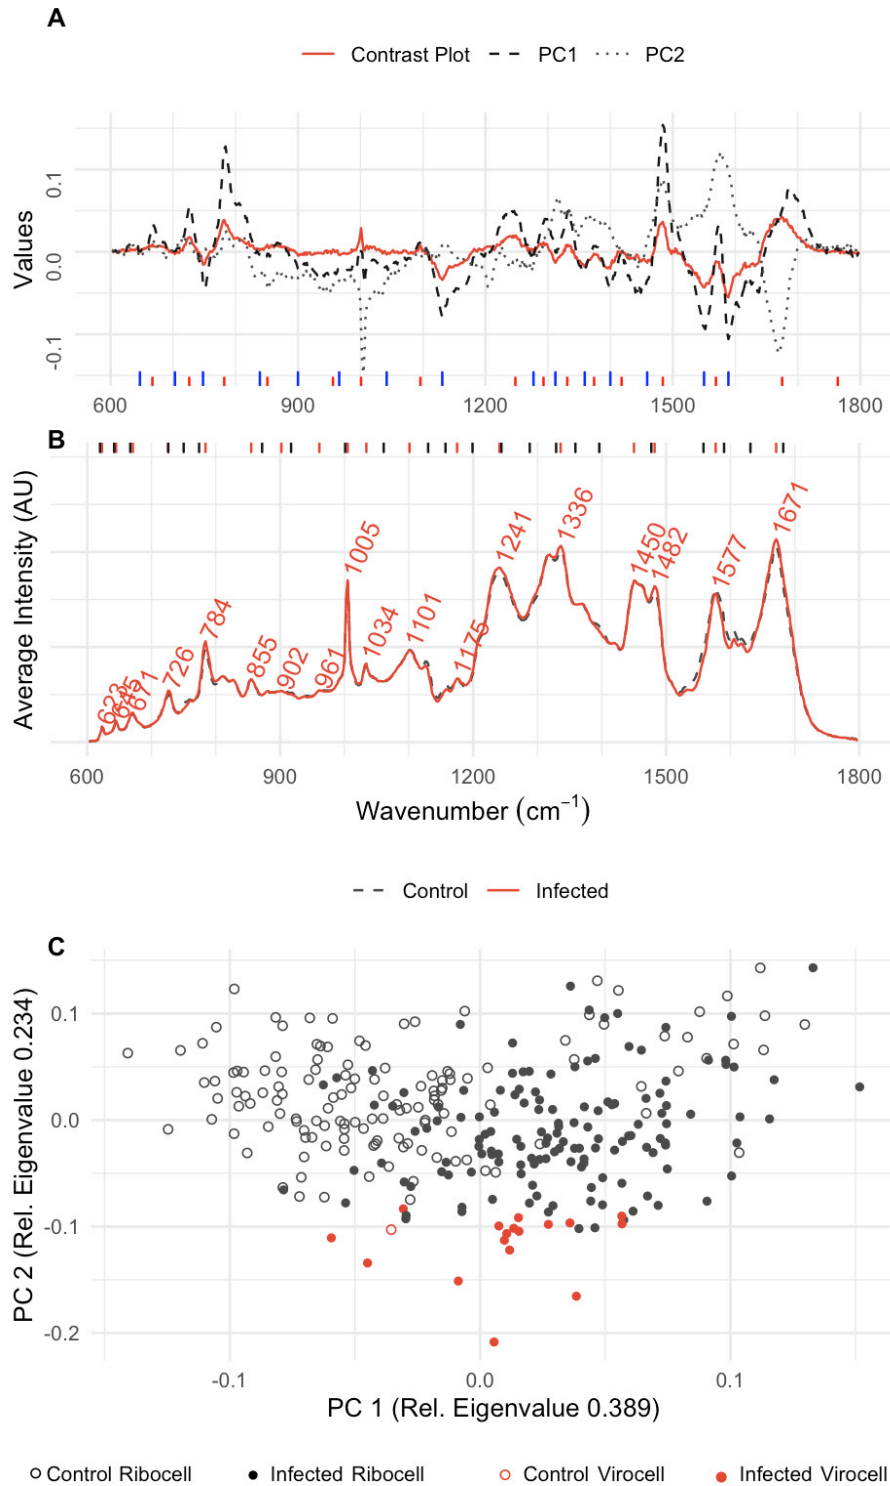 A
Contrast Plot PC1 PC2
Values
0.1
0.0
-0.1
600 900 1200 1500 1800
B
Average Intensity (AU)
623
645
671
726
784
855
902
961
1005
1034
1101
1175
1241
1336
1450
1482
1577
1671
600 900 1200 1500 1800
Wavenumber (cm⁻¹)
Control Infected
C
PC 2 (Rel. Eigenvalue 0.234)
0.1
0.0
-0.1
-0.2
-0.1 0.0 0.1
PC 1 (Rel. Eigenvalue 0.389)
Control Ribocell Infected Ribocell Control Virocell Infected Virocell